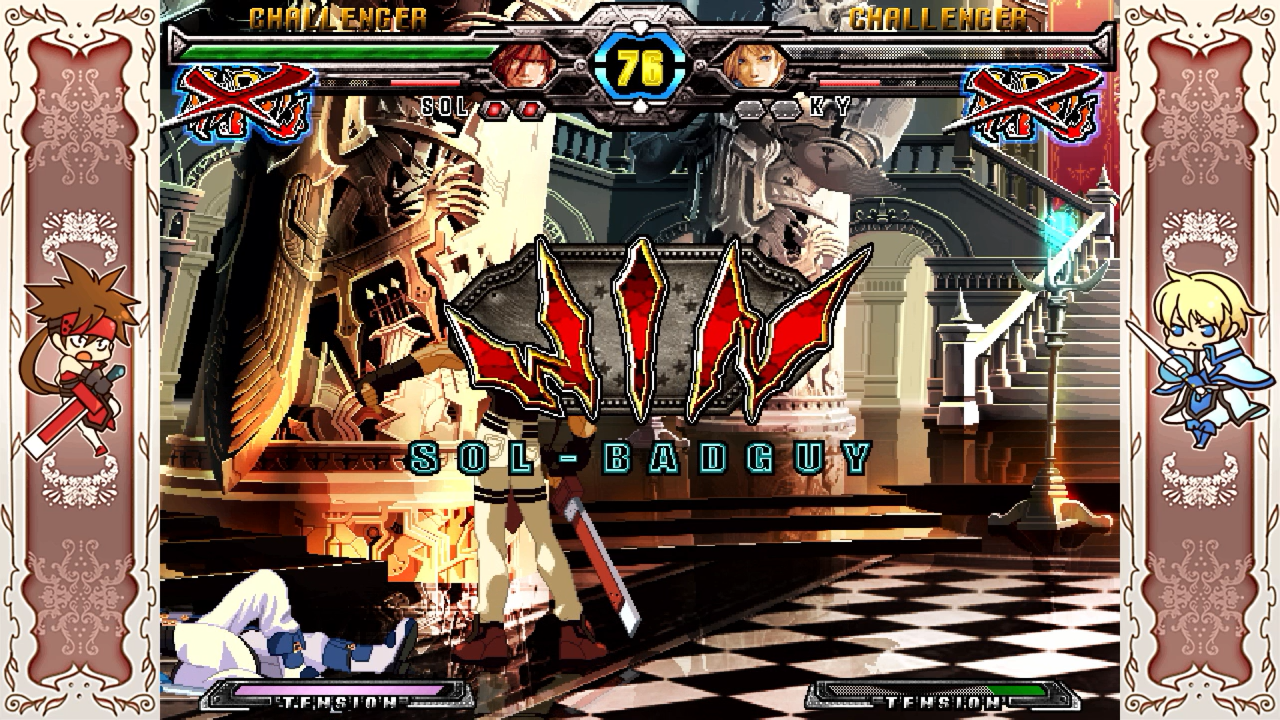 CHALLENGER
CHALLENGER
76
SOL
KY
WIN
SOL-BADGUY
TENSION
TENSION